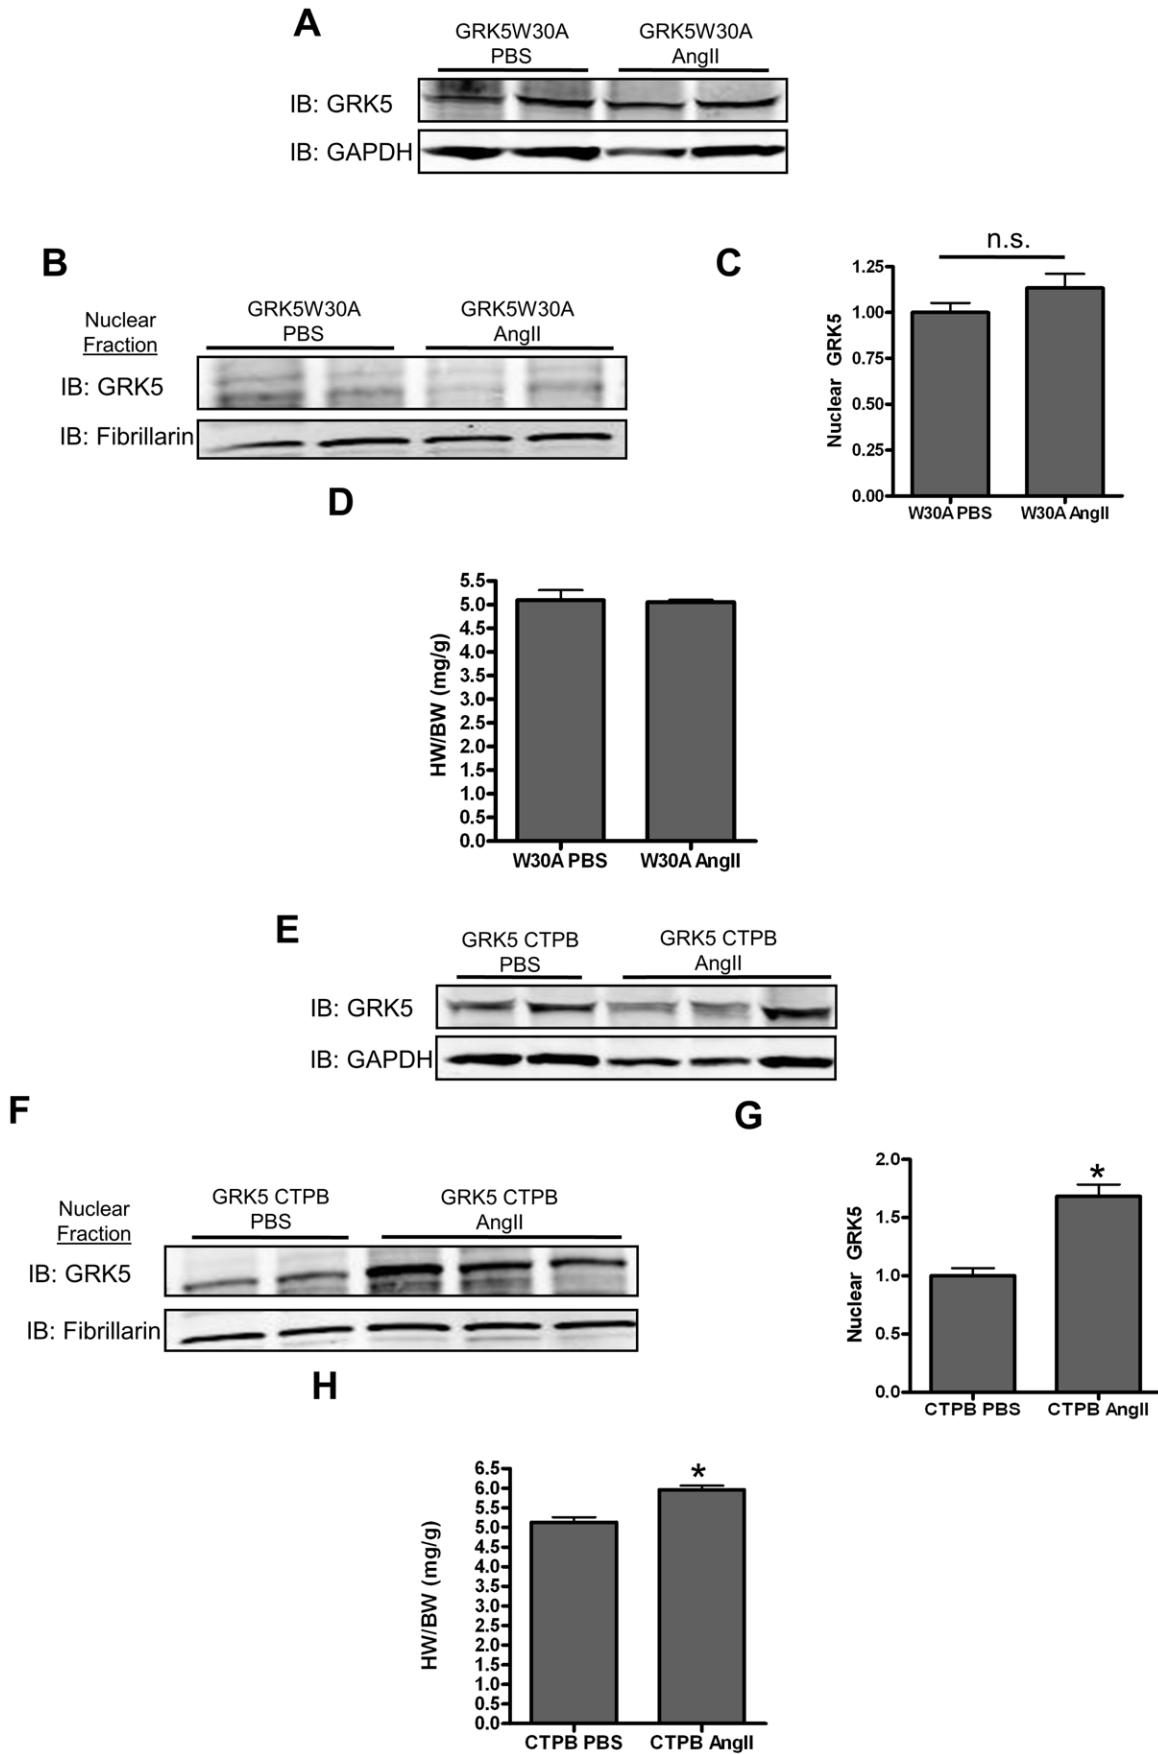 A
GRK5W30A
PBS
GRK5W30A
AngII
IB: GRK5
IB: GAPDH
B
Nuclear
Fraction
GRK5W30A
PBS
GRK5W30A
AngII
IB: GRK5
IB: Fibrillarin
C
n.s.
1.25
1.00
0.75
0.50
0.25
0.00
Nuclear GRK5
W30A PBS
W30A AngII
D
5.5
5.0
4.5
4.0
3.5
3.0
2.5
2.0
1.5
1.0
0.5
0.0
HW/BW (mg/g)
W30A PBS
W30A AngII
E
GRK5 CTPB
PBS
GRK5 CTPB
AngII
IB: GRK5
IB: GAPDH
F
Nuclear
Fraction
GRK5 CTPB
PBS
GRK5 CTPB
AngII
IB: GRK5
IB: Fibrillarin
G
2.0
1.5
1.0
0.5
0.0
Nuclear GRK5
*
CTPB PBS
CTPB AngII
H
6.5
6.0
5.5
5.0
4.5
4.0
3.5
3.0
2.5
2.0
1.5
1.0
0.5
0.0
HW/BW (mg/g)
*
CTPB PBS
CTPB AngII